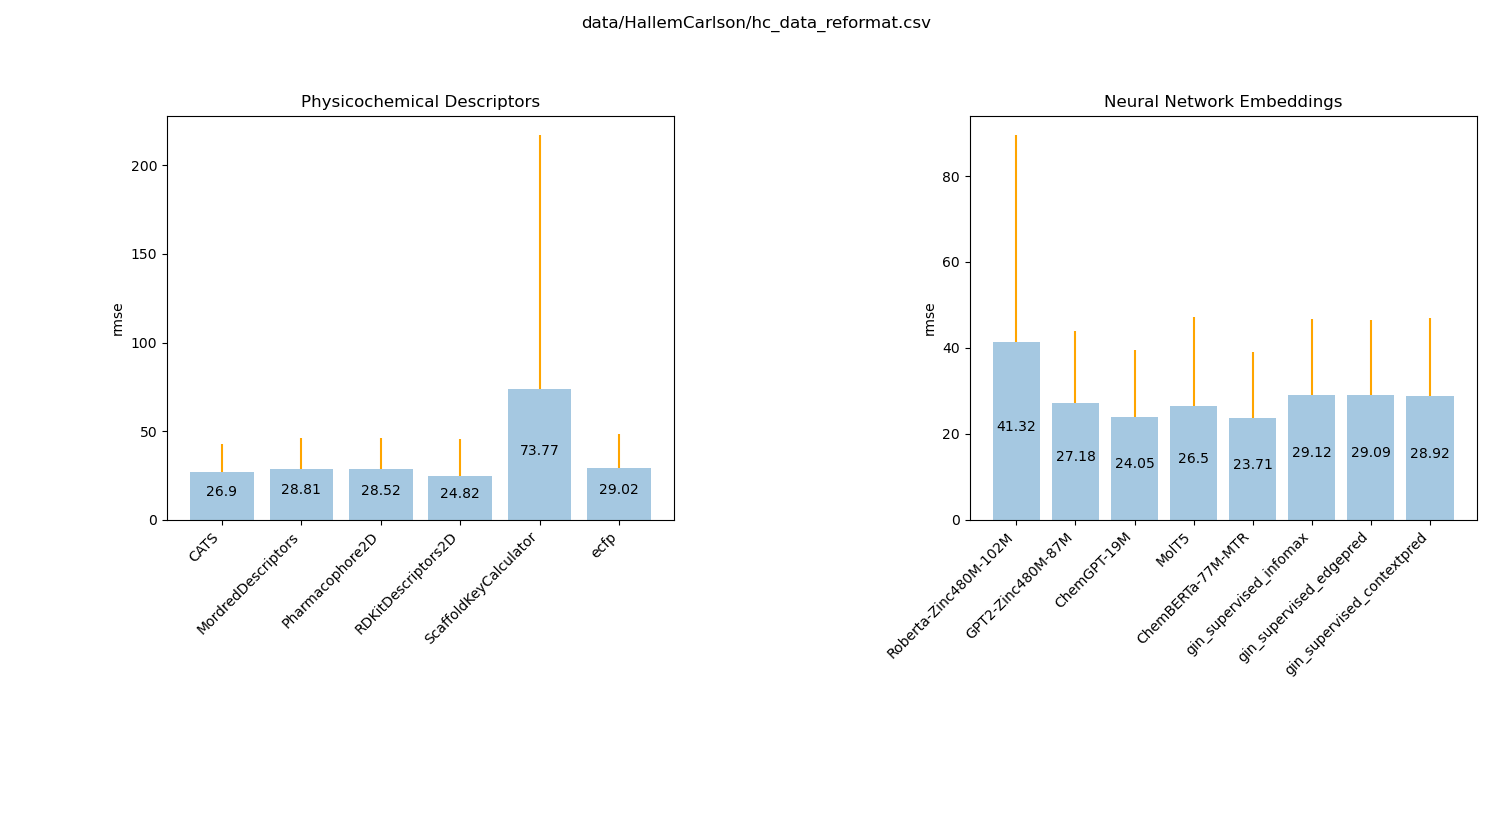 data/HallemCarlson/hc_data_reformat.csv
Physicochemical Descriptors
rmse
200
150
100
50
0
26.9
28.81
28.52
24.82
73.77
29.02
CATS
MordredDescriptors
Pharmacophore2D
RDKitDescriptors2D
ScaffoldKeyCalculator
ecfp
Neural Network Embeddings
rmse
80
60
40
20
0
41.32
27.18
24.05
26.5
23.71
29.12
29.09
28.92
Roberta-Zinc480M-102M
GPT2-Zinc480M-87M
ChemGPT-19M
MolT5
ChemBERTa-77M-MTR
gin_supervised_infomax
gin_supervised_edgepred
gin_supervised_contextpred